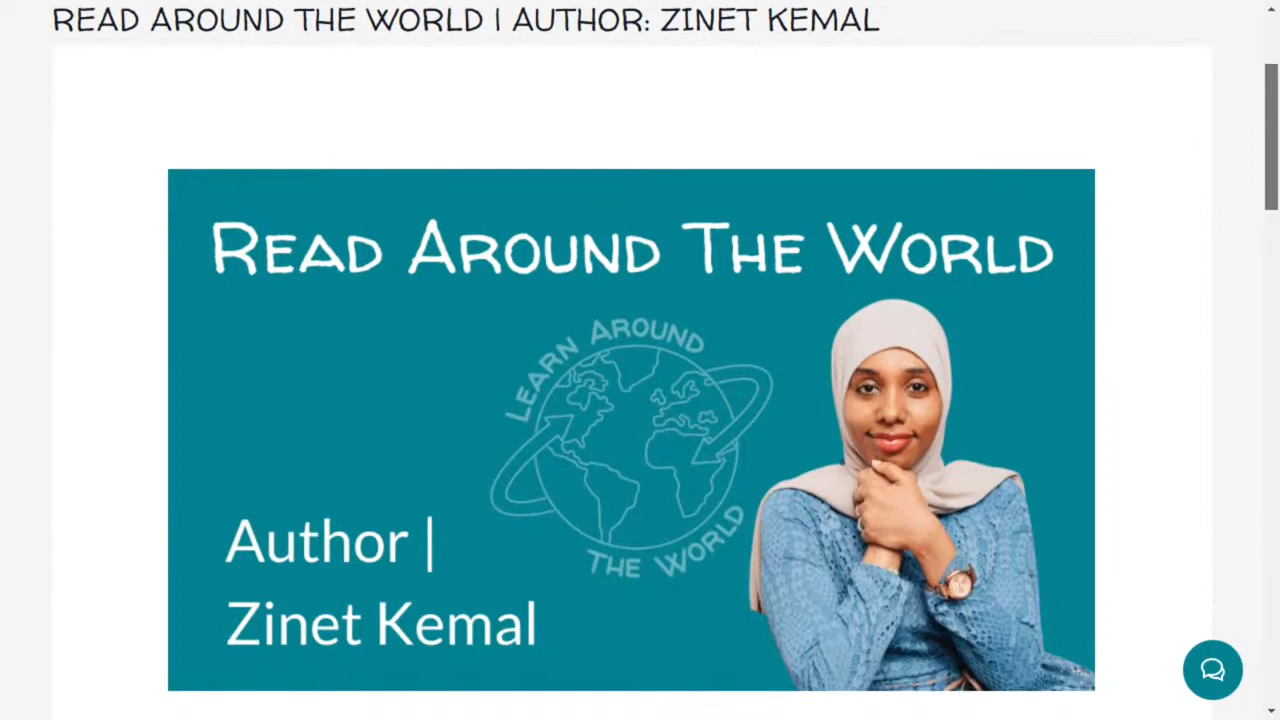 READ AROUND THE WORLD | AUTHOR: ZINET KEMAL
READ AROUND THE WORLD
LEARN AROUND
THE WORLD
Author |
Zinet Kemal